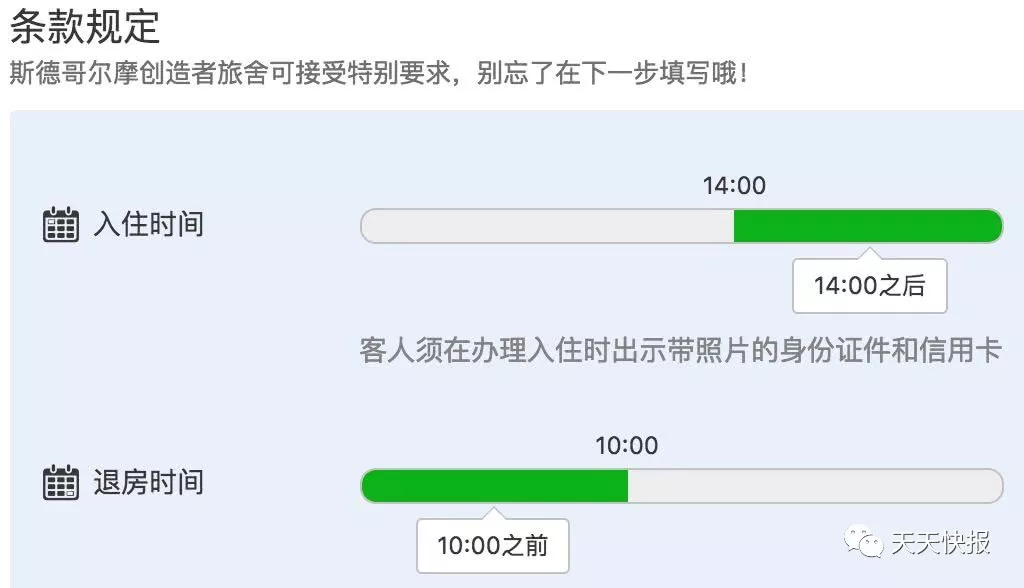 条款规定
斯德哥尔摩创造者旅舍可接受特别要求，别忘了在下一步填写哦！
14:00
入住时间
14:00之后
客人须在办理入住时出示带照片的身份证件和信用卡
10:00
退房时间
10:00之前
天天快报